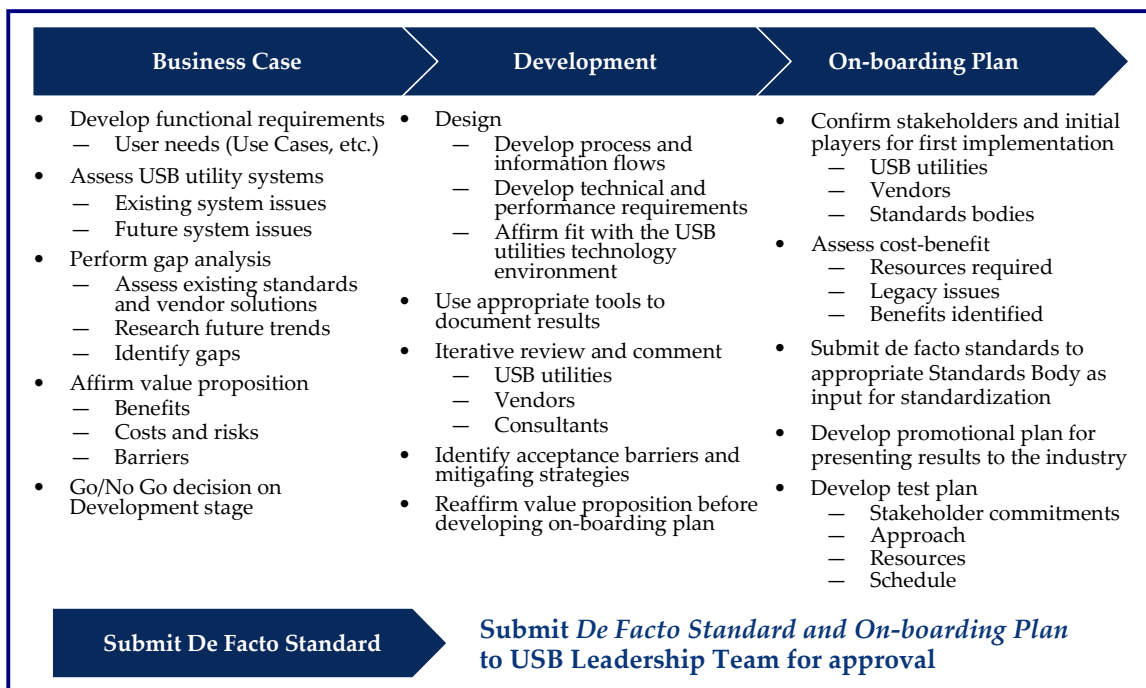 Business Case
Development
On-boarding Plan
• Develop functional requirements
— User needs (Use Cases, etc.)
• Assess USB utility systems
— Existing system issues
— Future system issues
• Perform gap analysis
— Assess existing standards
and vendor solutions
— Research future trends
— Identify gaps
• Affirm value proposition
— Benefits
— Costs and risks
— Barriers
• Go/No Go decision on
Development stage
• Design
— Develop process and
information flows
— Develop technical and
performance requirements
— Affirm fit with the USB
utilities technology
environment
• Use appropriate tools to
document results
• Iterative review and comment
— USB utilities
— Vendors
— Consultants
• Identify acceptance barriers and
mitigating strategies
• Reaffirm value proposition before
developing on-boarding plan
• Confirm stakeholders and initial
players for first implementation
— USB utilities
— Vendors
— Standards bodies
• Assess cost-benefit
— Resources required
— Legacy issues
— Benefits identified
• Submit de facto standards to
appropriate Standards Body as
input for standardization
• Develop promotional plan for
presenting results to the industry
• Develop test plan
— Stakeholder commitments
— Approach
— Resources
— Schedule
Submit De Facto Standard
Submit De Facto Standard and On-boarding Plan
to USB Leadership Team for approval